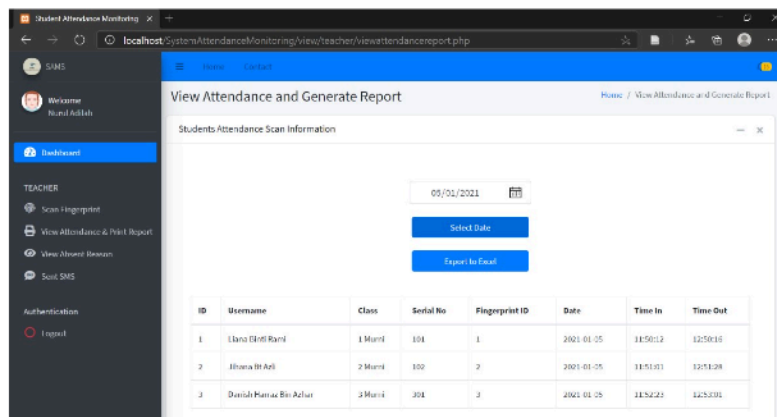 Student Attendance Monitoring
localhost/SystemAttendanceMonitoring/view/teacher/viewattendancereport.php
SAMS
Home Contact
Welcome
Nurul Adilah
View Attendance and Generate Report
Home / View Attendance and Generate Report
Students Attendance Scan Information
Dashboard
05/01/2021
Select Date
Export to Excel
TEACHER
Scan Fingerprint
View Attendance & Print Report
View Absent Reason
Sent SMS
Authentication
Logout
ID Username Class Serial No Fingerprint ID Date Time In Time Out
1 Liana Binti Rami 1 Murni 101 1 2021-01-05 11:50:12 12:50:16
2 Jihana Bt Azli 2 Murni 102 2 2021-01-05 11:51:01 12:51:28
3 Danish Hamaz Bin Azhar 3 Murni 301 3 2021-01-05 11:52:23 12:53:01